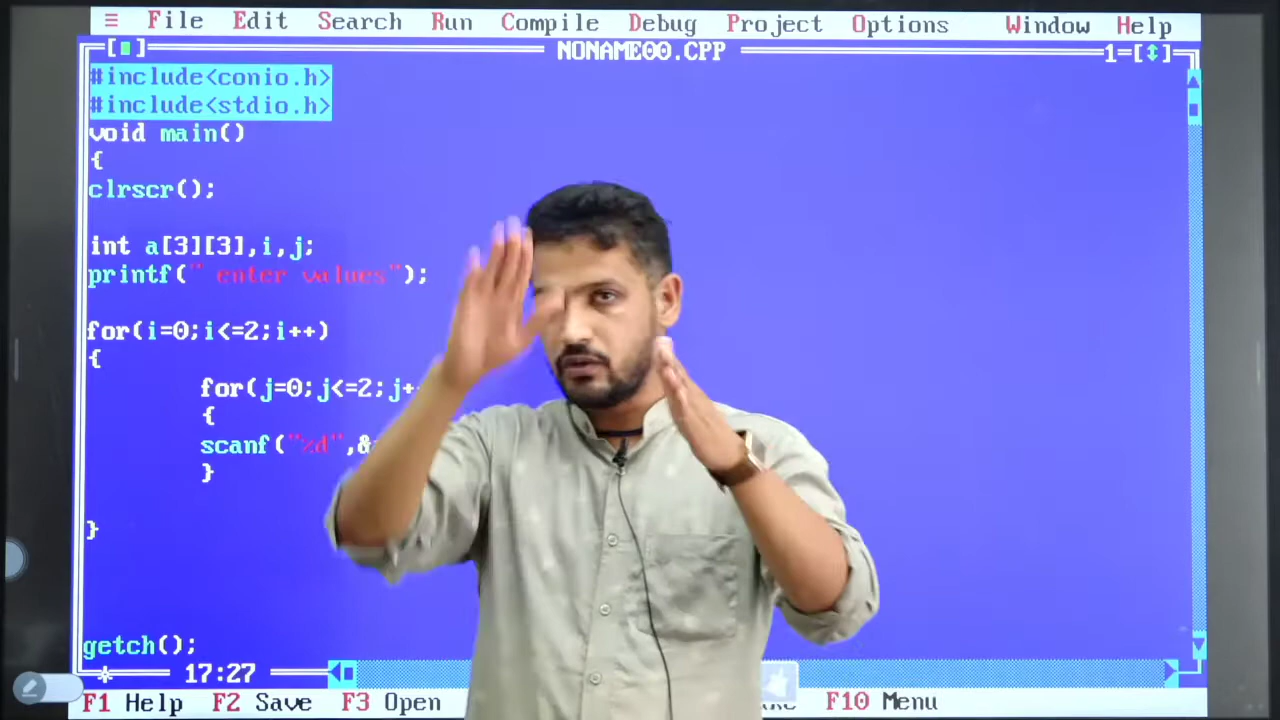 ≡ File Edit Search Run Compile Debug Project Options Window Help
NONAME00.CPP
1=[↕]
#include<conio.h>
#include<stdio.h>
void main()
{
clrscr();
int a[3][3],i,j;
printf(" enter values");
for(i=0;i<=2;i++)
{
for(j=0;j<=2;j+
{
scanf("%d",&
}
}
getch();
17:27
F1 Help F2 Save F3 Open F10 Menu